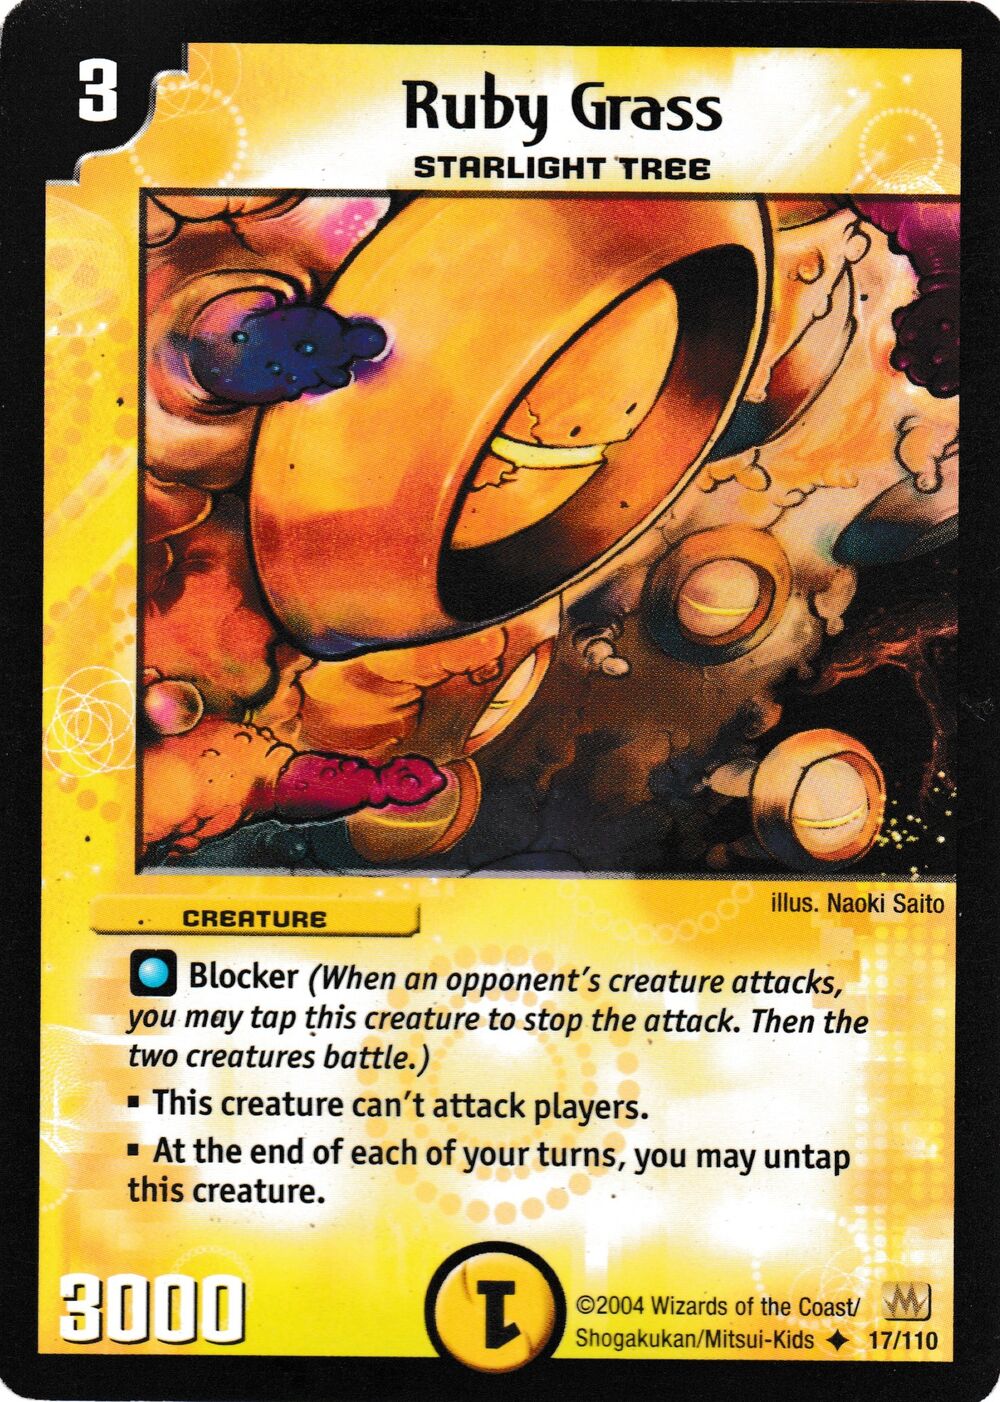 3
Ruby Grass
STARLIGHT TREE
illus. Naoki Saito
CREATURE
Blocker (When an opponent's creature attacks,
you may tap this creature to stop the attack. Then the
two creatures battle.)
▪ This creature can't attack players.
▪ At the end of each of your turns, you may untap
this creature.
3000
1
©2004 Wizards of the Coast/
Shogakukan/Mitsui-Kids ✦ 17/110